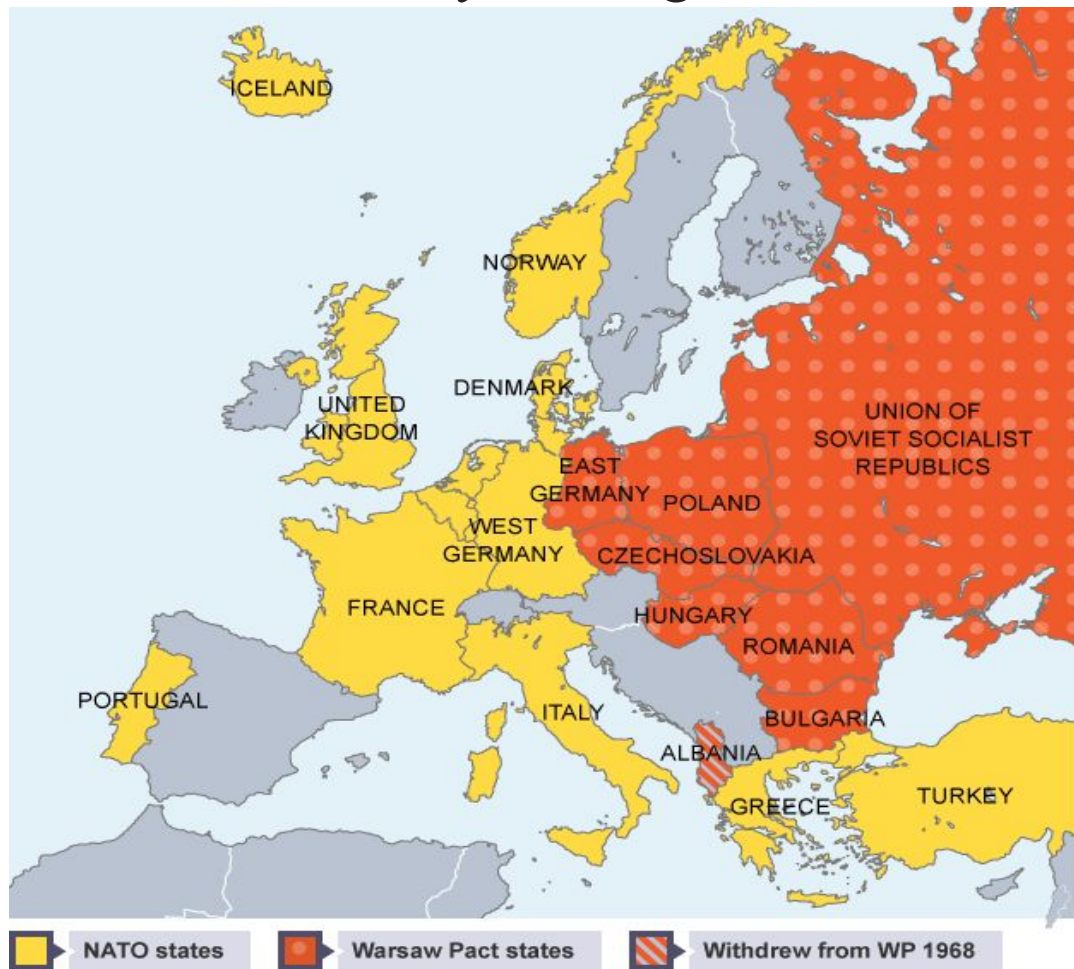 ICELAND
NORWAY
DENMARK
UNITED
KINGDOM
UNION OF
SOVIET SOCIALIST
REPUBLICS
EAST
GERMANY
POLAND
WEST
GERMANY
CZECHOSLOVAKIA
FRANCE
HUNGARY
ROMANIA
PORTUGAL
ITALY
BULGARIA
ALBANIA
GREECE
TURKEY
NATO states
Warsaw Pact states
Withdrew from WP 1968